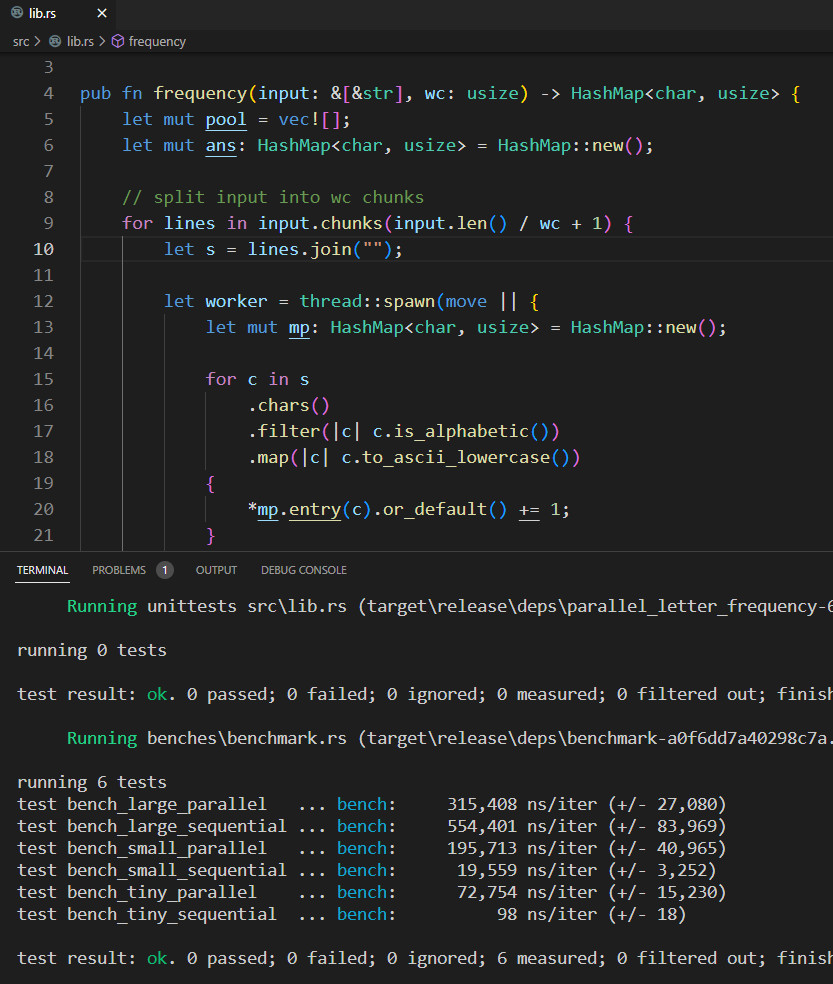 lib.rs ×
src > lib.rs > frequency
3
4 pub fn frequency(input: &[&str], wc: usize) -> HashMap<char, usize> {
5 let mut pool = vec![];
6 let mut ans: HashMap<char, usize> = HashMap::new();
7
8 // split input into wc chunks
9 for lines in input.chunks(input.len() / wc + 1) {
10 let s = lines.join("");
11
12 let worker = thread::spawn(move || {
13 let mut mp: HashMap<char, usize> = HashMap::new();
14
15 for c in s
16 .chars()
17 .filter(|c| c.is_alphabetic())
18 .map(|c| c.to_ascii_lowercase())
19 {
20 *mp.entry(c).or_default() += 1;
21 }
TERMINAL PROBLEMS 1 OUTPUT DEBUG CONSOLE
Running unittests src\lib.rs (target\release\deps\parallel_letter_frequency-6
running 0 tests
test result: ok. 0 passed; 0 failed; 0 ignored; 0 measured; 0 filtered out; finish
Running benches\benchmark.rs (target\release\deps\benchmark-a0f6dd7a40298c7a.
running 6 tests
test bench_large_parallel ... bench: 315,408 ns/iter (+/- 27,080)
test bench_large_sequential ... bench: 554,401 ns/iter (+/- 83,969)
test bench_small_parallel ... bench: 195,713 ns/iter (+/- 40,965)
test bench_small_sequential ... bench: 19,559 ns/iter (+/- 3,252)
test bench_tiny_parallel ... bench: 72,754 ns/iter (+/- 15,230)
test bench_tiny_sequential ... bench: 98 ns/iter (+/- 18)
test result: ok. 0 passed; 0 failed; 0 ignored; 6 measured; 0 filtered out; finish